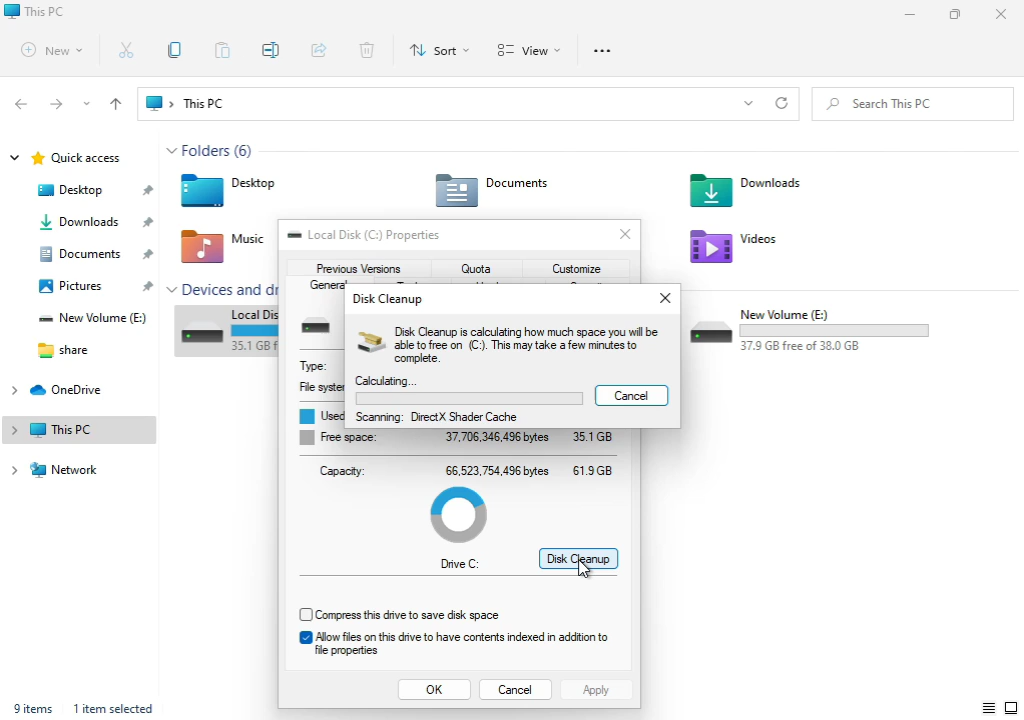 This PC
New
Sort
View
This PC
Search This PC
Quick access
Desktop
Downloads
Documents
Pictures
New Volume (E:)
share
OneDrive
This PC
Network
Folders (6)
Desktop
Documents
Downloads
Music
Videos
Devices and
Local
35.1 GB
New Volume (E:)
37.9 GB free of 38.0 GB
Local Disk (C:) Properties
Previous Versions
Quota
Customize
General
Type:
File
Used
Free space:
37,706,346,496 bytes
35.1 GB
Capacity:
66,523,754,496 bytes
61.9 GB
Drive C:
Disk Cleanup
Compress this drive to save disk space
Allow files on this drive to have contents indexed in addition to
file properties
OK
Cancel
Apply
Disk Cleanup
Disk Cleanup is calculating how much space you will be
able to free on (C:). This may take a few minutes to
complete.
Calculating...
Cancel
Scanning: DirectX Shader Cache
9 items
1 item selected